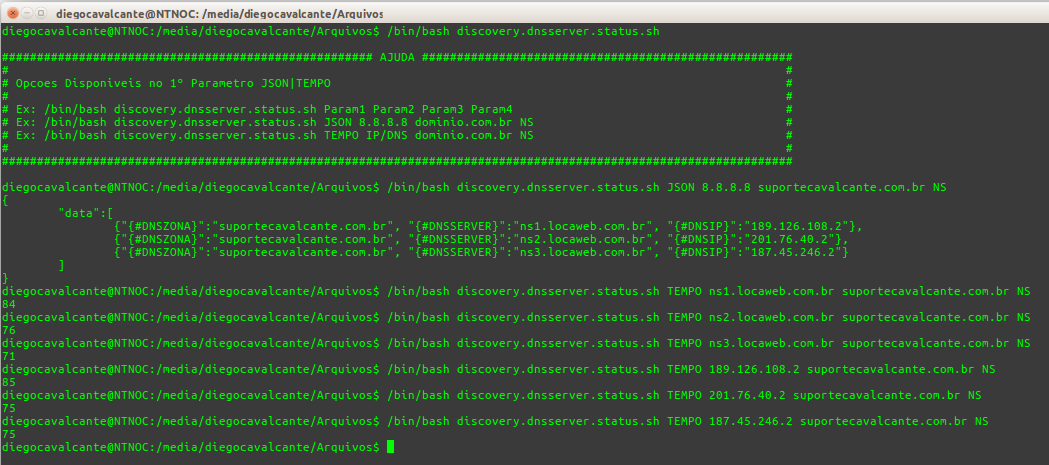 diegocavalcante@NTNOC: /media/diegocavalcante/Arquivos
diegocavalcante@NTNOC:/media/diegocavalcante/Arquivos$ /bin/bash discovery.dnsserver.status.sh
#################################################### AJUDA #####################################################
# #
# Opcoes Disponiveis no 1º Parametro JSON|TEMPO #
# #
# Ex: /bin/bash discovery.dnsserver.status.sh Param1 Param2 Param3 Param4 #
# Ex: /bin/bash discovery.dnsserver.status.sh JSON 8.8.8.8 dominio.com.br NS #
# Ex: /bin/bash discovery.dnsserver.status.sh TEMPO IP/DNS dominio.com.br NS #
# #
#################################################################################################################
diegocavalcante@NTNOC:/media/diegocavalcante/Arquivos$ /bin/bash discovery.dnsserver.status.sh JSON 8.8.8.8 suportecavalcante.com.br NS
{
"data":[
{"{#DNSZONA}":"suportecavalcante.com.br", "{#DNSSERVER}":"ns1.locaweb.com.br", "{#DNSIP}":"189.126.108.2"},
{"{#DNSZONA}":"suportecavalcante.com.br", "{#DNSSERVER}":"ns2.locaweb.com.br", "{#DNSIP}":"201.76.40.2"},
{"{#DNSZONA}":"suportecavalcante.com.br", "{#DNSSERVER}":"ns3.locaweb.com.br", "{#DNSIP}":"187.45.246.2"}
]
}
diegocavalcante@NTNOC:/media/diegocavalcante/Arquivos$ /bin/bash discovery.dnsserver.status.sh TEMPO ns1.locaweb.com.br suportecavalcante.com.br NS
84
diegocavalcante@NTNOC:/media/diegocavalcante/Arquivos$ /bin/bash discovery.dnsserver.status.sh TEMPO ns2.locaweb.com.br suportecavalcante.com.br NS
76
diegocavalcante@NTNOC:/media/diegocavalcante/Arquivos$ /bin/bash discovery.dnsserver.status.sh TEMPO ns3.locaweb.com.br suportecavalcante.com.br NS
71
diegocavalcante@NTNOC:/media/diegocavalcante/Arquivos$ /bin/bash discovery.dnsserver.status.sh TEMPO 189.126.108.2 suportecavalcante.com.br NS
85
diegocavalcante@NTNOC:/media/diegocavalcante/Arquivos$ /bin/bash discovery.dnsserver.status.sh TEMPO 201.76.40.2 suportecavalcante.com.br NS
75
diegocavalcante@NTNOC:/media/diegocavalcante/Arquivos$ /bin/bash discovery.dnsserver.status.sh TEMPO 187.45.246.2 suportecavalcante.com.br NS
75
diegocavalcante@NTNOC:/media/diegocavalcante/Arquivos$